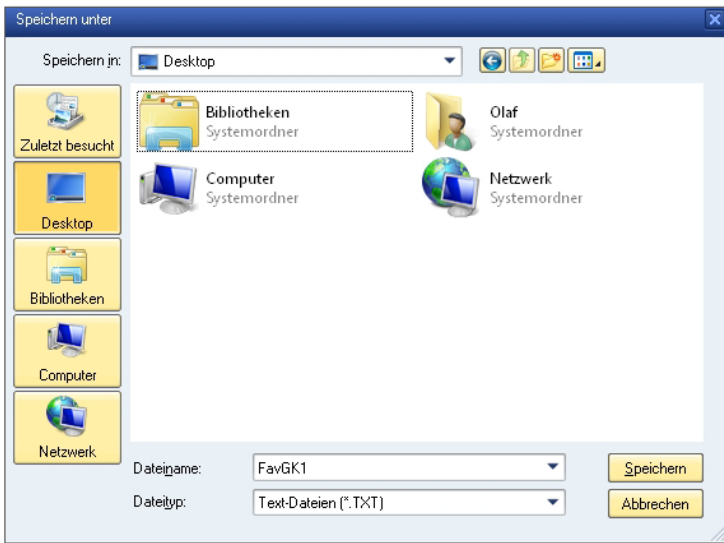 Speichern unter
Speichern in: Desktop
Zuletzt besucht
Desktop
Bibliotheken
Computer
Netzwerk
Bibliotheken
Systemordner
Olaf
Systemordner
Computer
Systemordner
Netzwerk
Systemordner
Dateiname: FavGK1 Speichern
Dateityp: Text-Dateien (*.TXT) Abbrechen